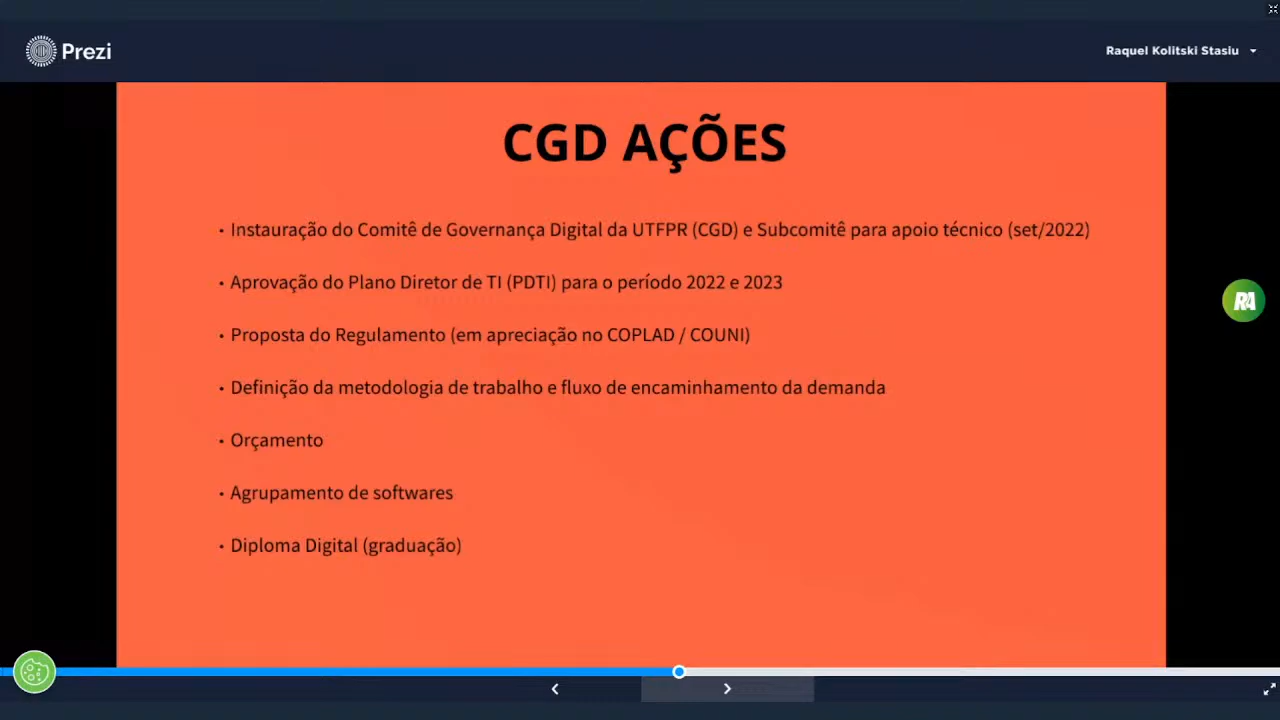 Prezi
Raquel Kolitski Stasiu
CGD AÇÕES
• Instauração do Comitê de Governança Digital da UTFPR (CGD) e Subcomitê para apoio técnico (set/2022)
• Aprovação do Plano Diretor de TI (PDTI) para o período 2022 e 2023
• Proposta do Regulamento (em apreciação no COPLAD / COUNI)
• Definição da metodologia de trabalho e fluxo de encaminhamento da demanda
• Orçamento
• Agrupamento de softwares
• Diploma Digital (graduação)
RA